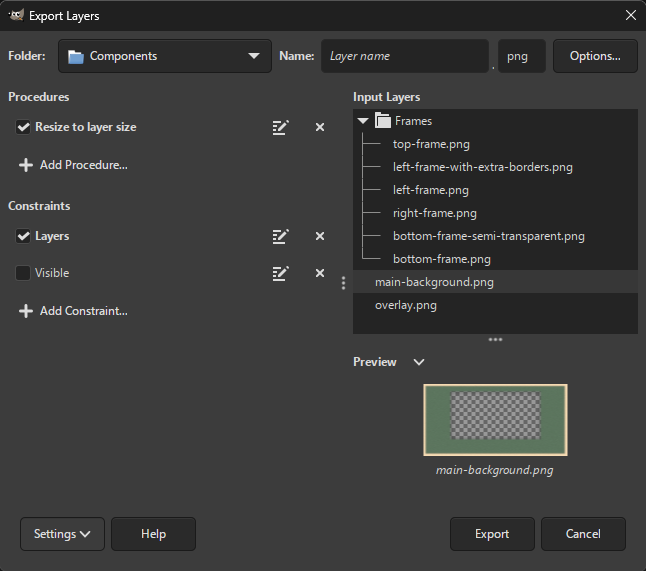 Export Layers
Folder: Components Name: Layer name . png Options...
Procedures
Resize to layer size
Add Procedure...
Constraints
Layers
Visible
Add Constraint...
Input Layers
Frames
top-frame.png
left-frame-with-extra-borders.png
left-frame.png
right-frame.png
bottom-frame-semi-transparent.png
bottom-frame.png
main-background.png
overlay.png
Preview
main-background.png
Settings Help Export Cancel